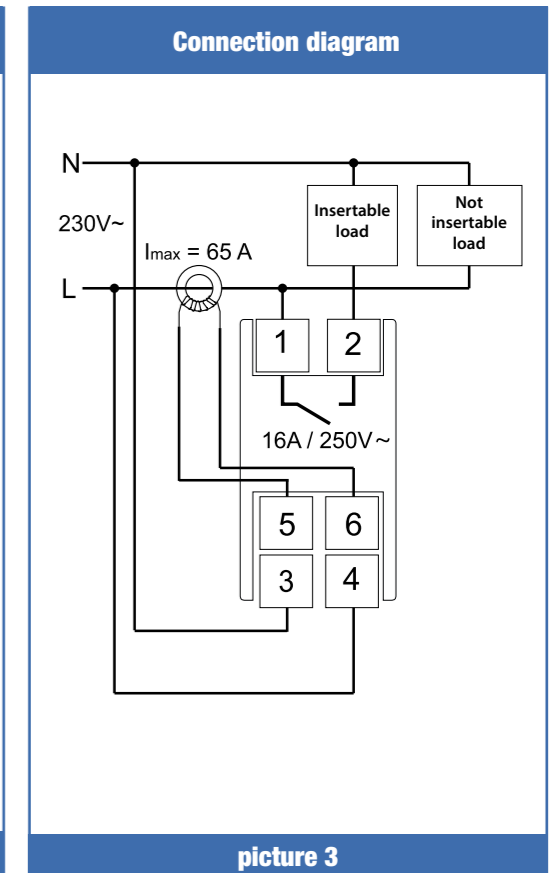 Connection diagram
N
230V~
Insertable
load
Not
insertable
load
Imax = 65 A
L
1
2
16A / 250V~
5
6
3
4
picture 3